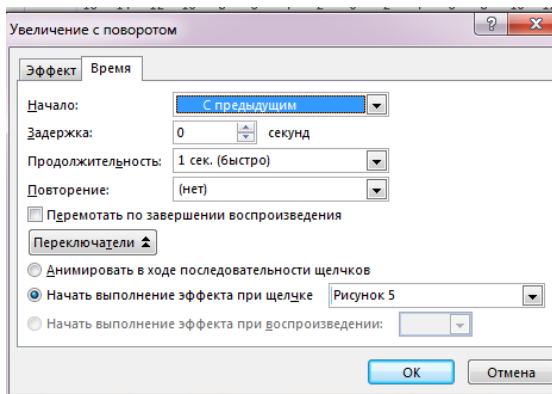 Увеличение с поворотом
Эффект Время
Начало: С предыдущим
Задержка: 0 секунд
Продолжительность: 1 сек. (быстро)
Повторение: (нет)
Перемотать по завершении воспроизведения
Переключатели
Анимировать в ходе последовательности щелчков
Начать выполнение эффекта при щелчке Рисунок 5
Начать выполнение эффекта при воспроизведении:
ОК Отмена